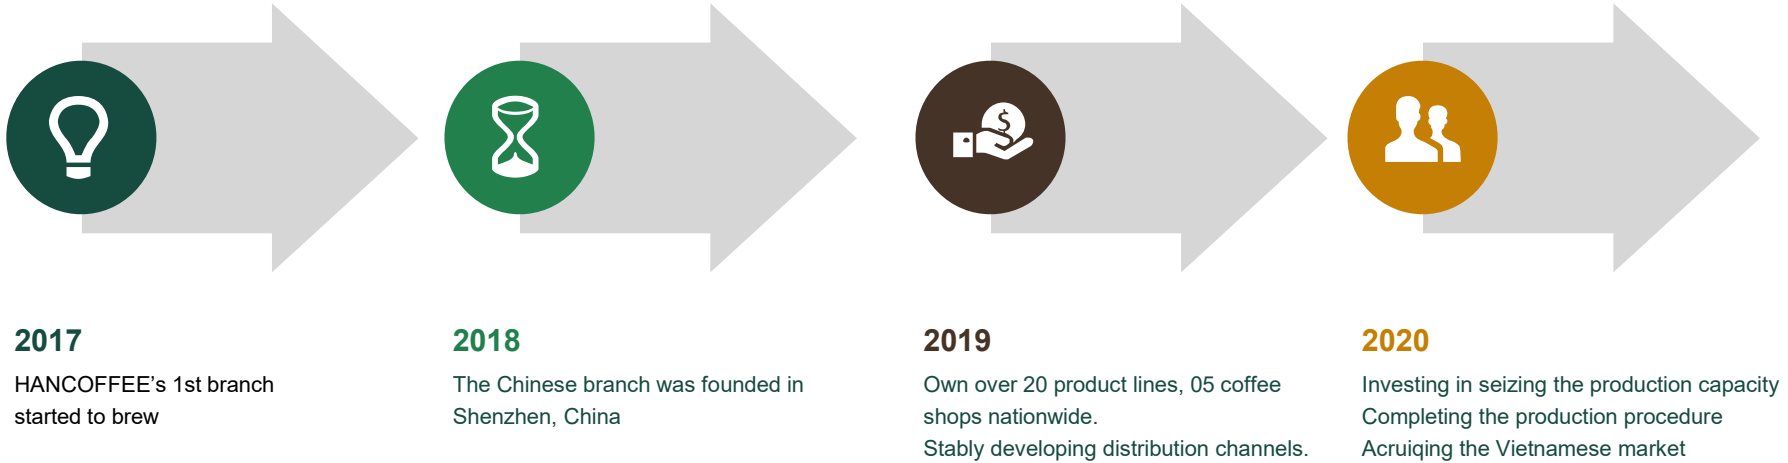 2017
HANCOFFEE’s 1st branch
started to brew
2018
The Chinese branch was founded in
Shenzhen, China
2019
Own over 20 product lines, 05 coffee
shops nationwide.
Stably developing distribution channels.
2020
Investing in seizing the production capacity
Completing the production procedure
Acruiqing the Vietnamese market
$